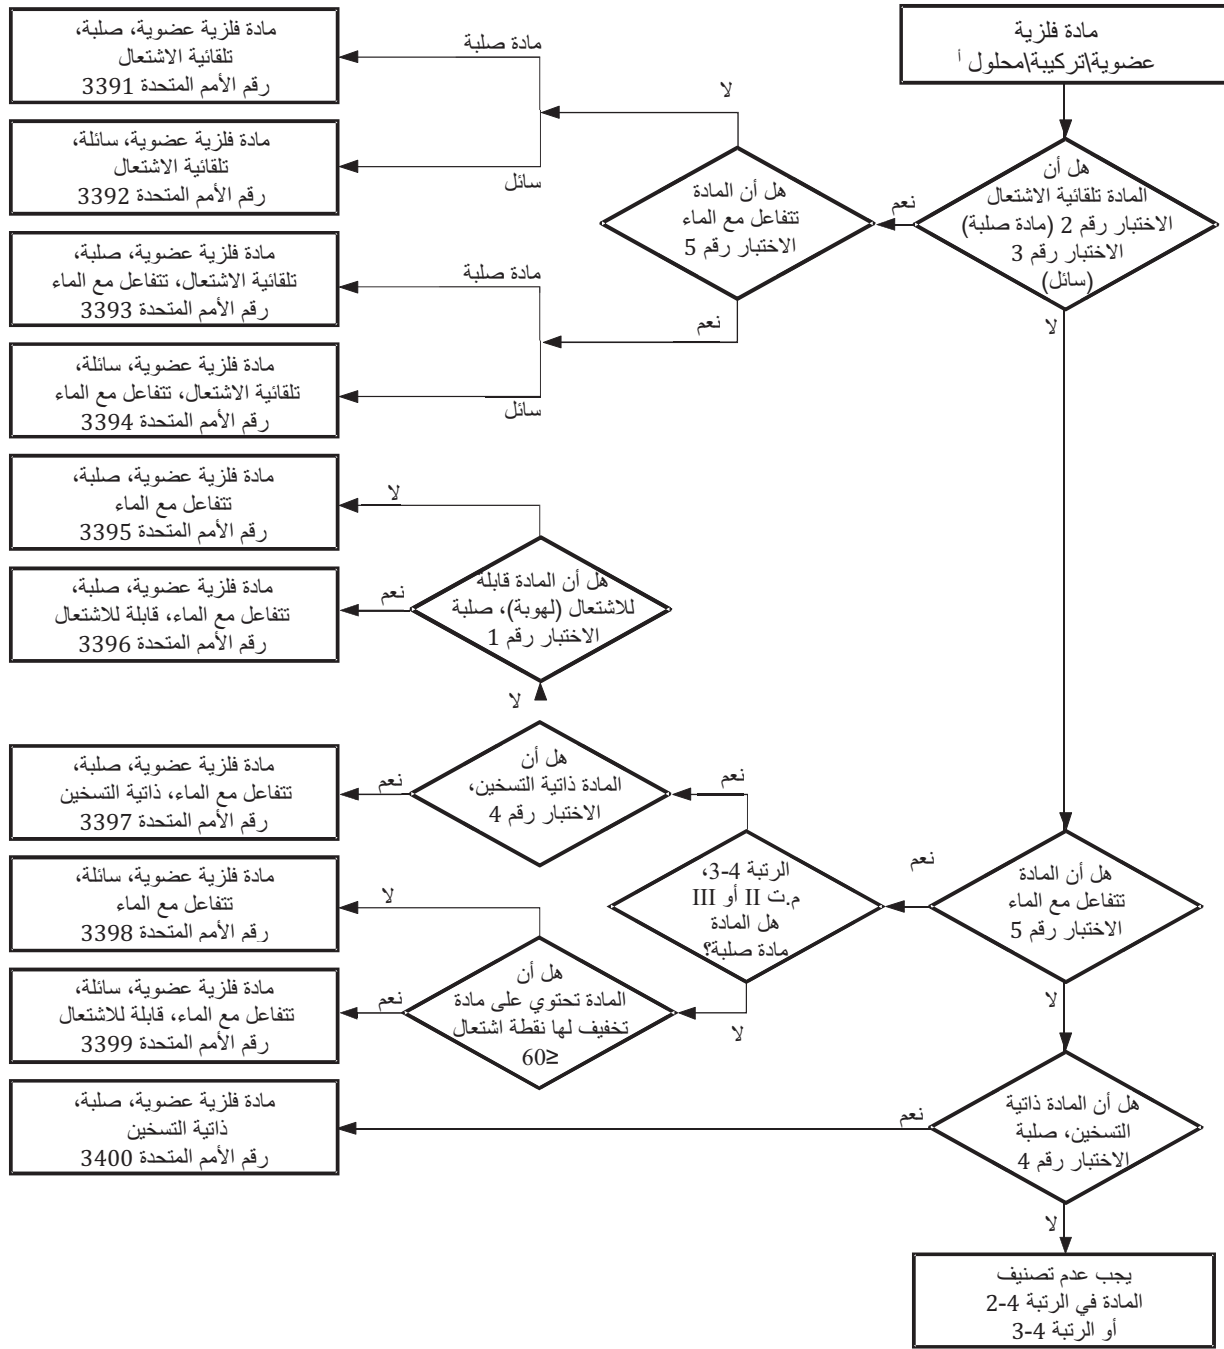 مادة فلزية
عضوية\تركيبة\محلول أ
هل أن
المادة تلقائية الاشتعال
الاختبار رقم 2 (مادة صلبة)
الاختبار رقم 3
(سائل)
نعم
لا
هل أن المادة
تتفاعل مع الماء
الاختبار رقم 5
لا
نعم
مادة صلبة
سائل
مادة صلبة
سائل
مادة فلزية عضوية، صلبة،
تلقائية الاشتعال
رقم الأمم المتحدة 3391
مادة فلزية عضوية، سائلة،
تلقائية الاشتعال
رقم الأمم المتحدة 3392
مادة فلزية عضوية، صلبة،
تلقائية الاشتعال، تتفاعل مع الماء
رقم الأمم المتحدة 3393
مادة فلزية عضوية، سائلة،
تلقائية الاشتعال، تتفاعل مع الماء
رقم الأمم المتحدة 3394
هل أن المادة
تتفاعل مع الماء
الاختبار رقم 5
نعم
لا
الرتبة 4-3،
م.ت II أو III
هل المادة
مادة صلبة؟
نعم
لا
هل أن
المادة ذاتية التسخين،
الاختبار رقم 4
لا
نعم
هل أن المادة قابلة
للاشتعال (لهوبة)، صلبة
الاختبار رقم 1
لا
نعم
مادة فلزية عضوية، صلبة،
تتفاعل مع الماء
رقم الأمم المتحدة 3395
مادة فلزية عضوية، صلبة،
تتفاعل مع الماء، قابلة للاشتعال
رقم الأمم المتحدة 3396
مادة فلزية عضوية، صلبة،
تتفاعل مع الماء، ذاتية التسخين
رقم الأمم المتحدة 3397
هل أن
المادة تحتوي على مادة
تخفيف لها نقطة اشتعال
≤60
لا
نعم
مادة فلزية عضوية، سائلة،
تتفاعل مع الماء
رقم الأمم المتحدة 3398
مادة فلزية عضوية، سائلة،
تتفاعل مع الماء، قابلة للاشتعال
رقم الأمم المتحدة 3399
هل أن المادة ذاتية
التسخين، صلبة
الاختبار رقم 4
نعم
لا
مادة فلزية عضوية، صلبة،
ذاتية التسخين
رقم الأمم المتحدة 3400
يجب عدم تصنيف
المادة في الرتبة 4-2
أو الرتبة 4-3